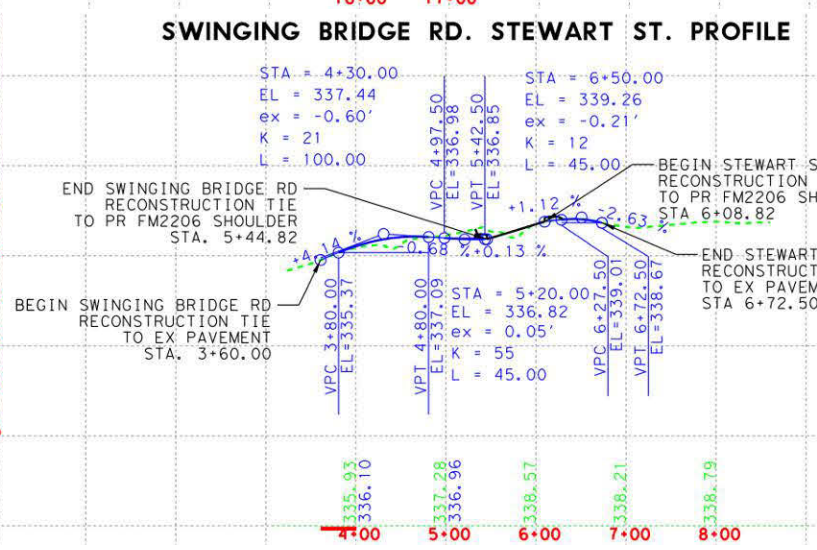 SWINGING BRIDGE RD. STEWART ST. PROFILE
STA = 4+30.00
EL = 337.44
ex = -0.60'
K = 21
L = 100.00
VPC 4+97.50
EL=336.98
VPT 5+42.50
EL=336.85
STA = 6+50.00
EL = 339.26
ex = -0.21'
K = 12
L = 45.00
END SWINGING BRIDGE RD
RECONSTRUCTION TIE
TO PR FM2206 SHOULDER
STA. 5+44.82
BEGIN STEWART S
RECONSTRUCTION
TO PR FM2206 SH
STA 6+08.82
+4.14 %
-0.68 %
+0.13 %
+1.12 %
-2.63 %
BEGIN SWINGING BRIDGE RD
RECONSTRUCTION TIE
TO EX PAVEMENT
STA. 3+60.00
END STEWART
RECONSTRUCT
TO EX PAVEM
STA 6+72.50
VPC 3+80.00
EL=335.37
VPT 4+80.00
EL=337.09
STA = 5+20.00
EL = 336.82
ex = 0.05'
K = 55
L = 45.00
VPC 6+27.50
EL=339.01
VPT 6+72.50
EL=338.67
335.93
336.10
337.28
336.96
338.57
338.21
338.79
4+00 5+00 6+00 7+00 8+00